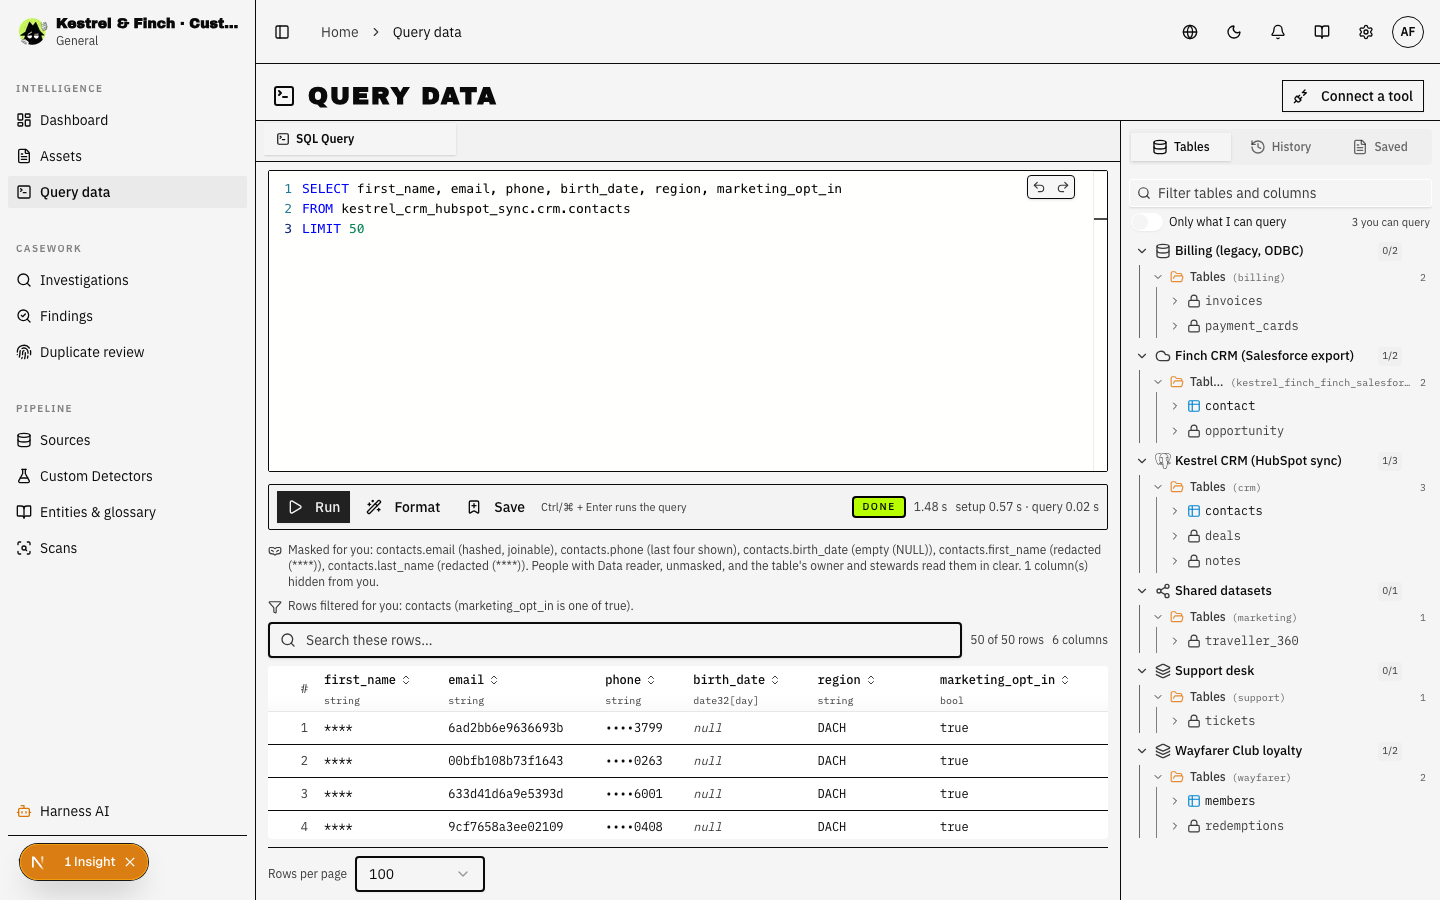 Kestrel & Finch · Cust...
General
INTELLIGENCE
Dashboard
Assets
Query data
CASEWORK
Investigations
Findings
Duplicate review
PIPELINE
Sources
Custom Detectors
Entities & glossary
Scans
Harness AI
1 Insight
Home > Query data
AF
QUERY DATA
Connect a tool
SQL Query
1 SELECT first_name, email, phone, birth_date, region, marketing_opt_in
2 FROM kestrel_crm_hubspot_sync.crm.contacts
3 LIMIT 50
Run Format Save Ctrl/⌘ + Enter runs the query DONE 1.48 s setup 0.57 s · query 0.02 s
Masked for you: contacts.email (hashed, joinable), contacts.phone (last four shown), contacts.birth_date (empty (NULL)), contacts.first_name (redacted
(****)), contacts.last_name (redacted (****)). People with Data reader, unmasked, and the table's owner and stewards read them in clear. 1 column(s)
hidden from you.
Rows filtered for you: contacts (marketing_opt_in is one of true).
Search these rows... 50 of 50 rows 6 columns
# first_name email phone birth_date region marketing_opt_in
string string string date32[day] string bool
1 **** 6ad2bb6e9636693b ••••3799 null DACH true
2 **** 00bfb108b73f1643 ••••0263 null DACH true
3 **** 633d41d6a9e5393d ••••6001 null DACH true
4 **** 9cf7658a3ee02109 ••••0408 null DACH true
Rows per page 100
Tables History Saved
Filter tables and columns
Only what I can query 3 you can query
Billing (legacy, ODBC) 0/2
Tables (billing) 2
invoices
payment_cards
Finch CRM (Salesforce export) 1/2
Tabl... (kestrel_finch_finch_salesfor... 2
contact
opportunity
Kestrel CRM (HubSpot sync) 1/3
Tables (crm) 3
contacts
deals
notes
Shared datasets 0/1
Tables (marketing) 1
traveller_360
Support desk 0/1
Tables (support) 1
tickets
Wayfarer Club loyalty 1/2
Tables (wayfarer) 2
members
redemptions